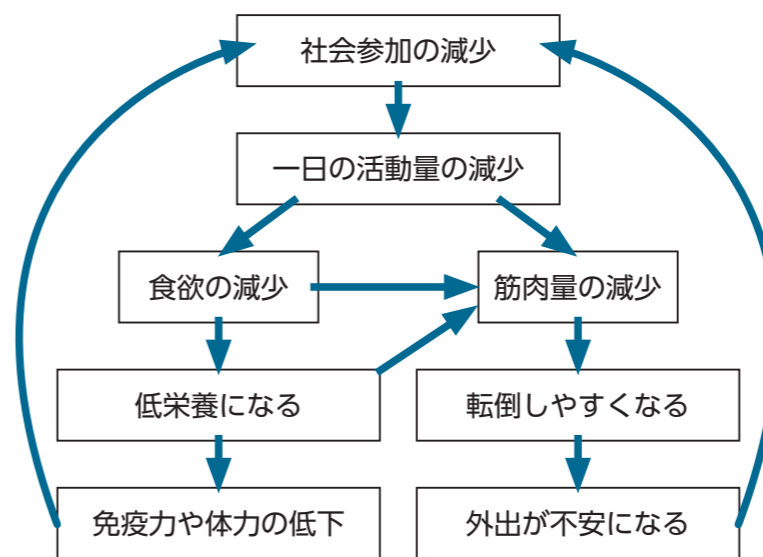 社会参加の減少
一日の活動量の減少
食欲の減少
筋肉量の減少
低栄養になる
転倒しやすくなる
免疫力や体力の低下
外出が不安になる